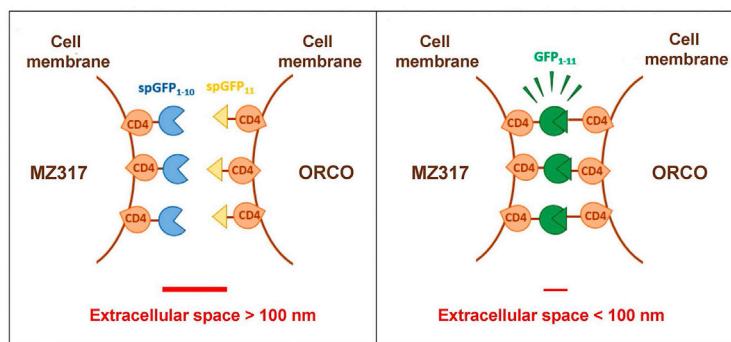 Cell
membrane
Cell
membrane
spGFP₁₋₁₀
spGFP₁₁
CD4
CD4
CD4
CD4
CD4
CD4
MZ317
ORCO
Extracellular space > 100 nm
Cell
membrane
Cell
membrane
GFP₁₋₁₁
CD4
CD4
CD4
CD4
CD4
CD4
MZ317
ORCO
Extracellular space < 100 nm